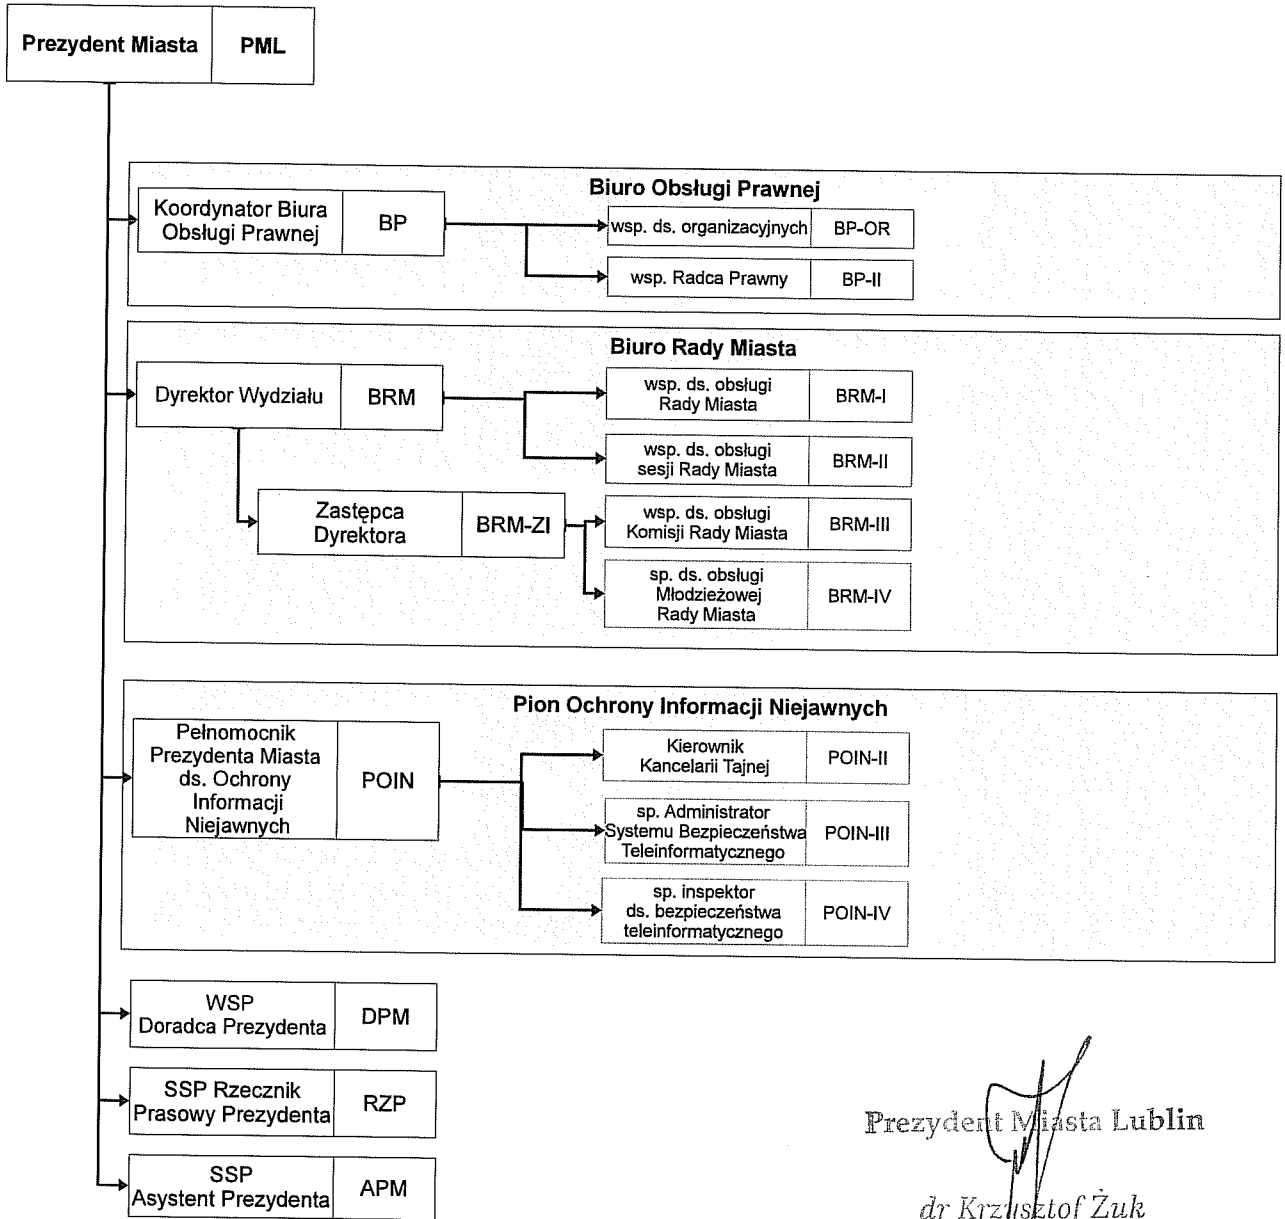 Prezydent Miasta PML
Biuro Obsługi Prawnej
Koordynator Biura
Obsługi Prawnej
BP
wsp. ds. organizacyjnych BP-OR
wsp. Radca Prawny BP-II
Biuro Rady Miasta
Dyrektor Wydziału BRM
wsp. ds. obsługi
Rady Miasta
BRM-I
wsp. ds. obsługi
sesji Rady Miasta
BRM-II
Zastępca
Dyrektora
BRM-ZI
wsp. ds. obsługi
Komisji Rady Miasta
BRM-III
sp. ds. obsługi
Młodzieżowej
Rady Miasta
BRM-IV
Pion Ochrony Informacji Niejawnych
Pełnomocnik
Prezydenta Miasta
ds. Ochrony
Informacji
Niejawnych
POIN
Kierownik
Kancelarii Tajnej
POIN-II
sp. Administrator
Systemu Bezpieczeństwa
Teleinformatycznego
POIN-III
sp. inspektor
ds. bezpieczeństwa
teleinformatycznego
POIN-IV
WSP
Doradca Prezydenta
DPM
SSP Rzecznik
Prasowy Prezydenta
RZP
SSP
Asystent Prezydenta
APM
Prezydent Miasta Lublin
dr Krzysztof Żuk